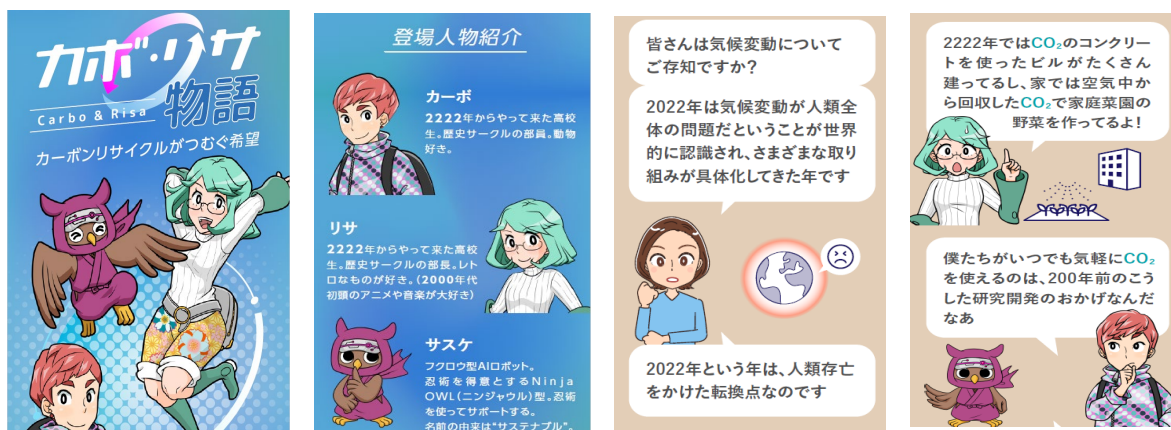 カーボ・リサ
物語
Carbo & Risa
カーボンリサイクルがつむぐ希望
登場人物紹介
カーボ
2222年からやって来た高校
生。歴史サークルの部員。動物
好き。
リサ
2222年からやって来た高校
生。歴史サークルの部長。レト
ロなものが好き。(2000年代
初頭のアニメや音楽が大好き)
サスケ
フクロウ型AIロボット。
忍術を得意とするNinja
OWL(ニンジャウル)型。忍術
を使ってサポートする。
名前の由来は“サステナブル”。
皆さんは気候変動について
ご存知ですか?
2022年は気候変動が人類全
体の問題だということが世界
的に認識され、さまざまな取り
組みが具体化してきた年です
2022年という年は、人類存亡
をかけた転換点なのです
2222年ではCO₂のコンクリー
トを使ったビルがたくさん
建ってるし、家では空気中か
ら回収したCO₂で家庭菜園の
野菜を作ってるよ!
僕たちがいつでも気軽にCO₂
を使えるのは、200年前のこう
した研究開発のおかげなんだ
なあ